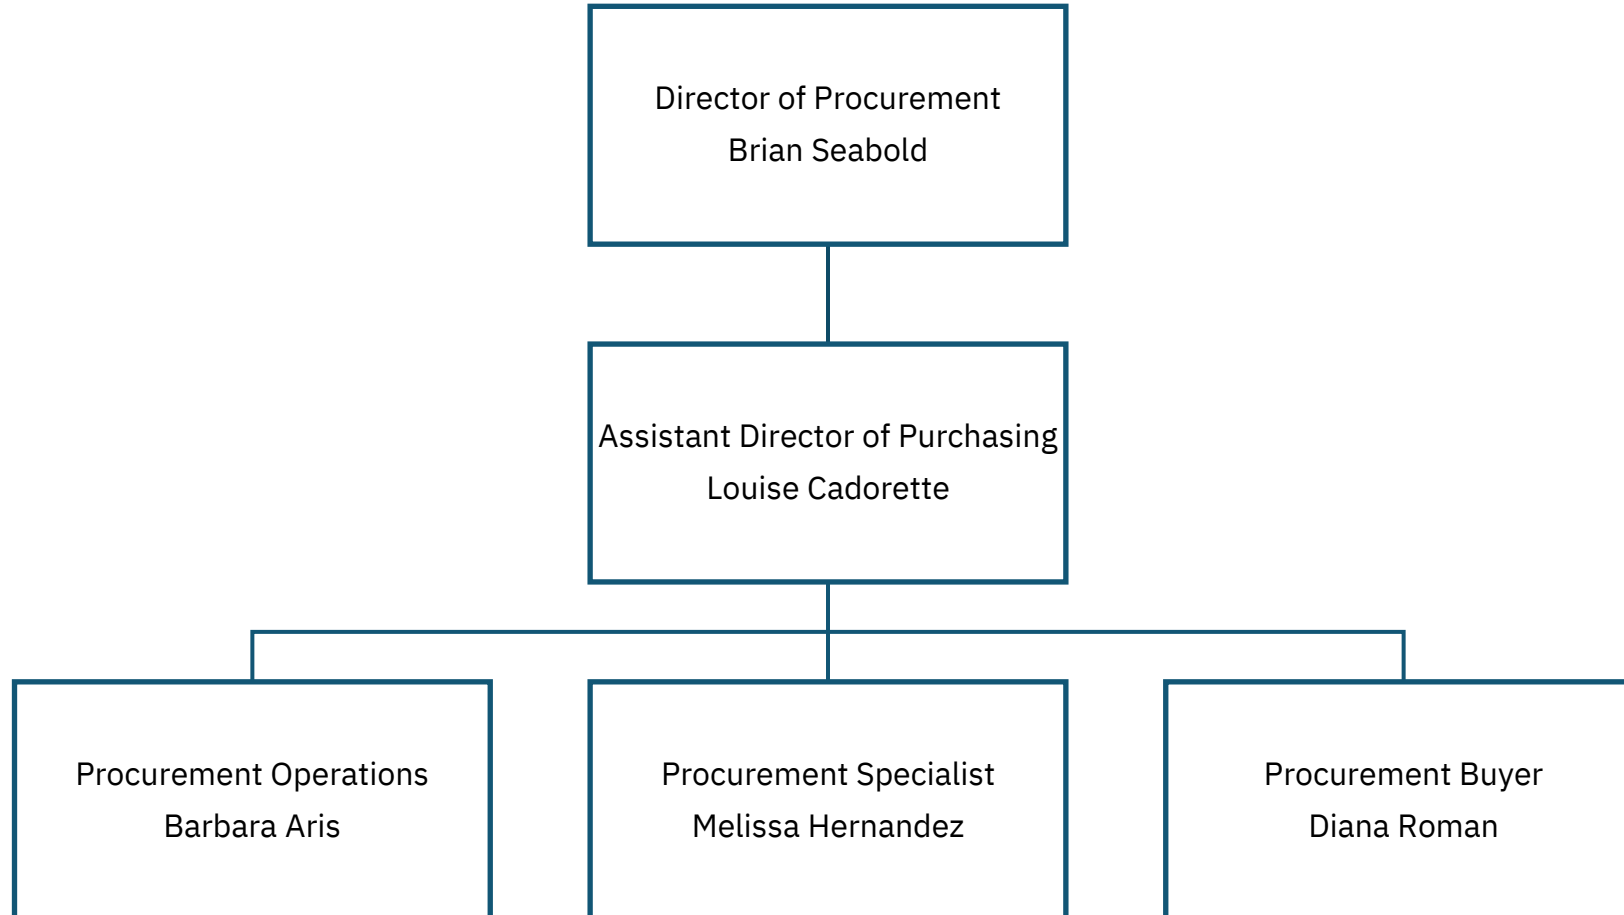 Director of Procurement
Brian Seabold
Assistant Director of Purchasing
Louise Cadorette
Procurement Operations
Barbara Aris
Procurement Specialist
Melissa Hernandez
Procurement Buyer
Diana Roman